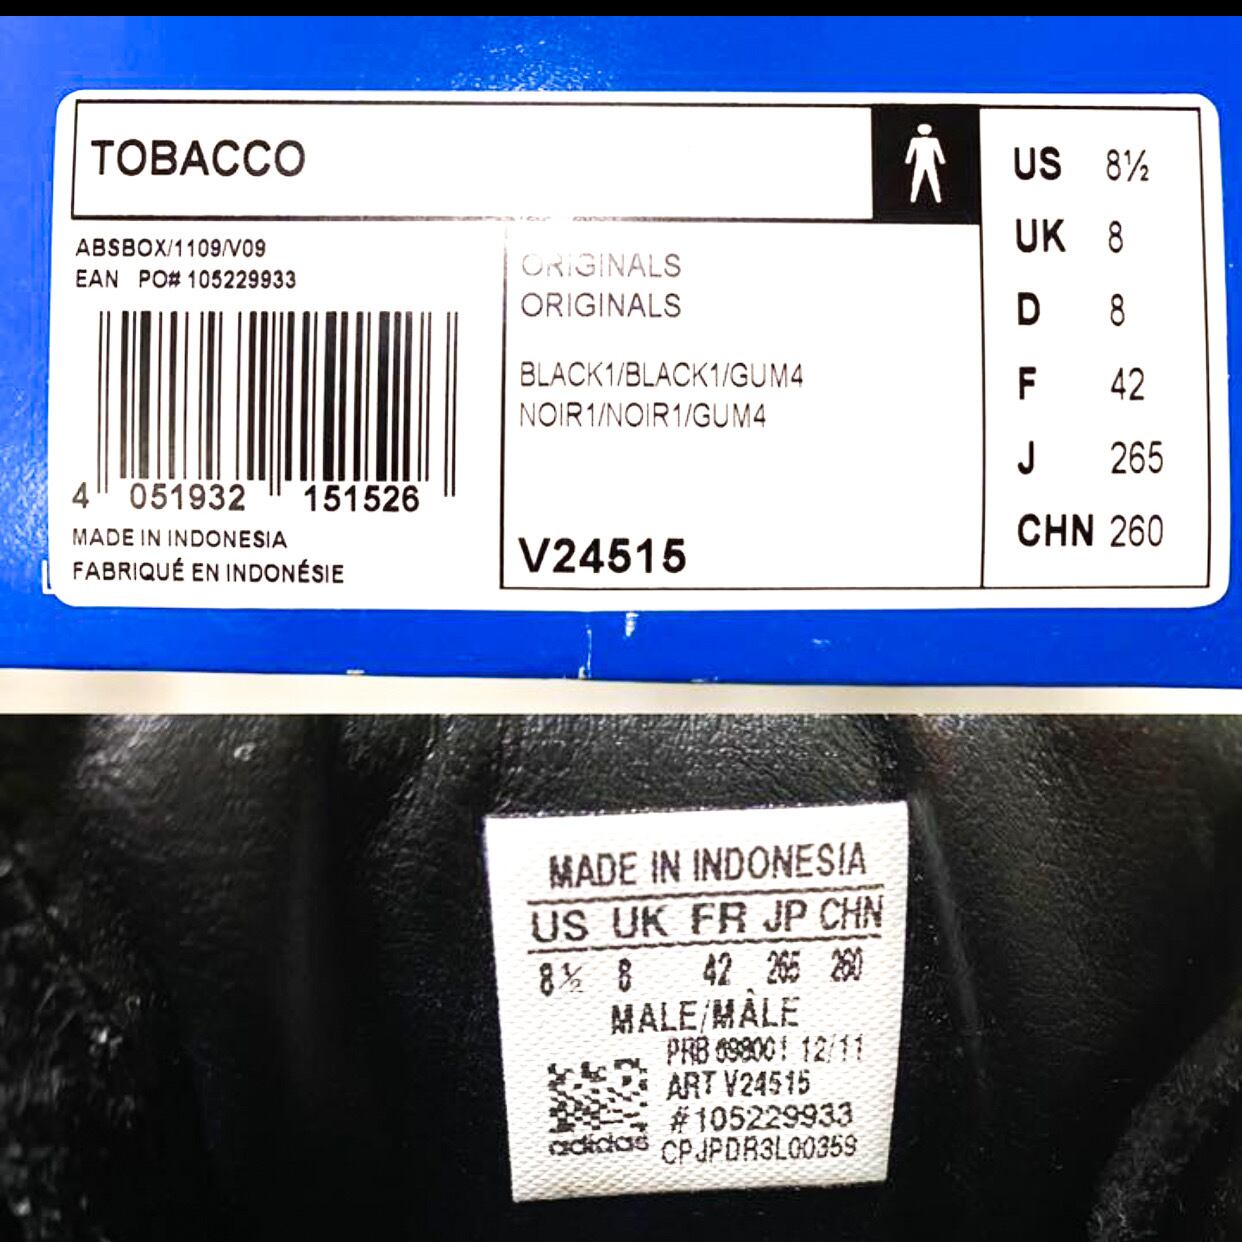 TOBACCO
ABSBOX/1109/V09
EAN PO# 105229933
4 051932 151526
MADE IN INDONESIA
FABRIQUÉ EN INDONÉSIE
ORIGINALS
ORIGINALS
BLACK1/BLACK1/GUM4
NOIR1/NOIR1/GUM4
V24515
US 8½
UK 8
D 8
F 42
J 265
CHN 260
MADE IN INDONESIA
US UK FR JP CHN
8½ 8 42 265 260
MALE/MÂLE
PRB 698001 12/11
ART V24515
#105229933
adidas CPJPDR3L00359